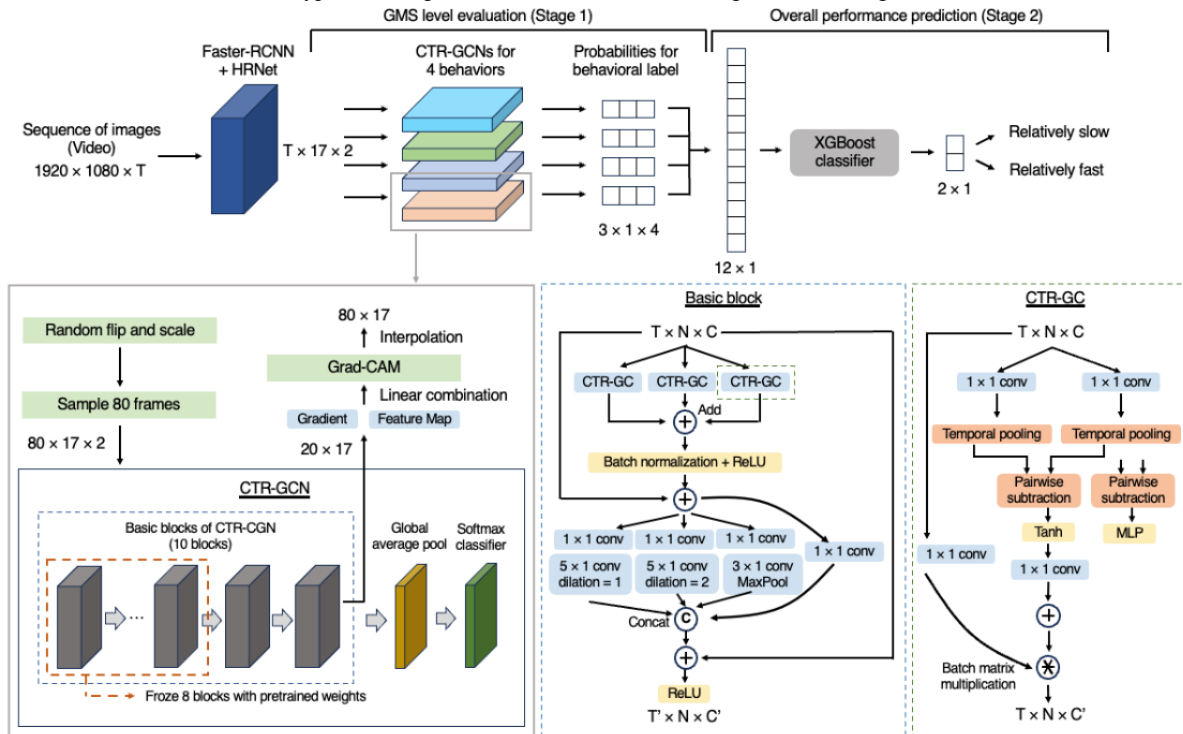 GMS level evaluation (Stage 1)
Overall performance prediction (Stage 2)
Faster-RCNN
+ HRNet
CTR-GCNs for
4 behaviors
Probabilities for
behavioral label
Sequence of images
(Video)
1920 × 1080 × T
T × 17 × 2
XGBoost
classifier
Relatively slow
Relatively fast
2 × 1
3 × 1 × 4
12 × 1
Random flip and scale
Sample 80 frames
80 × 17 × 2
80 × 17
Interpolation
Grad-CAM
Linear combination
Gradient
Feature Map
20 × 17
CTR-GCN
Basic blocks of CTR-CGN
(10 blocks)
Global
average pool
Softmax
classifier
...
Froze 8 blocks with pretrained weights
Basic block
T × N × C
CTR-GC
CTR-GC
CTR-GC
+
Add
Batch normalization + ReLU
+
1 × 1 conv
1 × 1 conv
1 × 1 conv
1 × 1 conv
5 × 1 conv
dilation = 1
5 × 1 conv
dilation = 2
3 × 1 conv
MaxPool
Concat
C
+
ReLU
T' × N × C'
CTR-GC
T × N × C
1 × 1 conv
1 × 1 conv
Temporal pooling
Temporal pooling
Pairwise
subtraction
Pairwise
subtraction
Tanh
MLP
1 × 1 conv
1 × 1 conv
+
Batch matrix
multiplication
*
T × N × C'